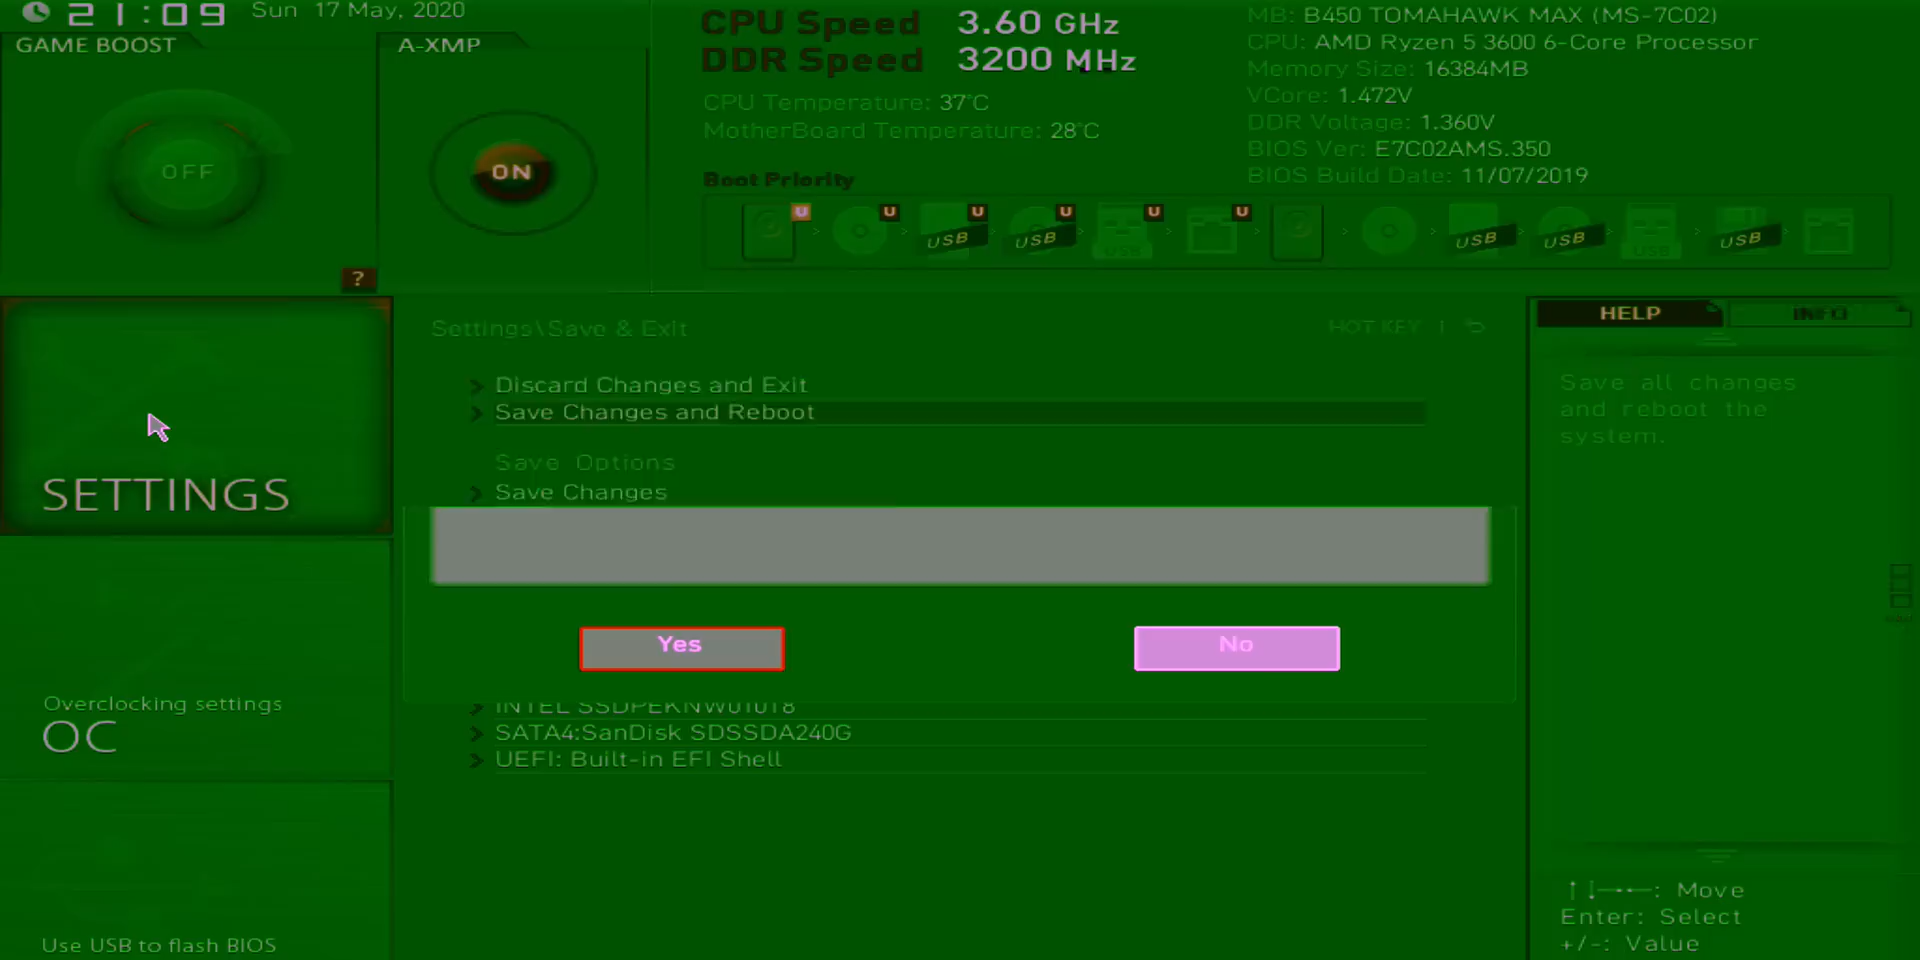 21:09
Sun 17 May, 2020
GAME BOOST
A-XMP
OFF
ON
?
CPU Speed 3.60 GHz
DDR Speed 3200 MHz
CPU Temperature: 37°C
MotherBoard Temperature: 28°C
MB: B450 TOMAHAWK MAX (MS-7C02)
CPU: AMD Ryzen 5 3600 6-Core Processor
Memory Size: 16384MB
VCore: 1.472V
DDR Voltage: 1.360V
BIOS Ver: E7C02AMS.350
BIOS Build Date: 11/07/2019
Boot Priority
U U U U U U
USB USB USB USB USB USB USB
SETTINGS
Overclocking settings
OC
Use USB to flash BIOS
Settings\Save & Exit
HOT KEY
Discard Changes and Exit
Save Changes and Reboot
Save Options
Save Changes
Yes
No
INTEL SSDPEKNW010T8
SATA4:SanDisk SDSSDA240G
UEFI: Built-in EFI Shell
HELP
INFO
Save all changes
and reboot the
system.
↑↓→←: Move
Enter: Select
+/-: Value